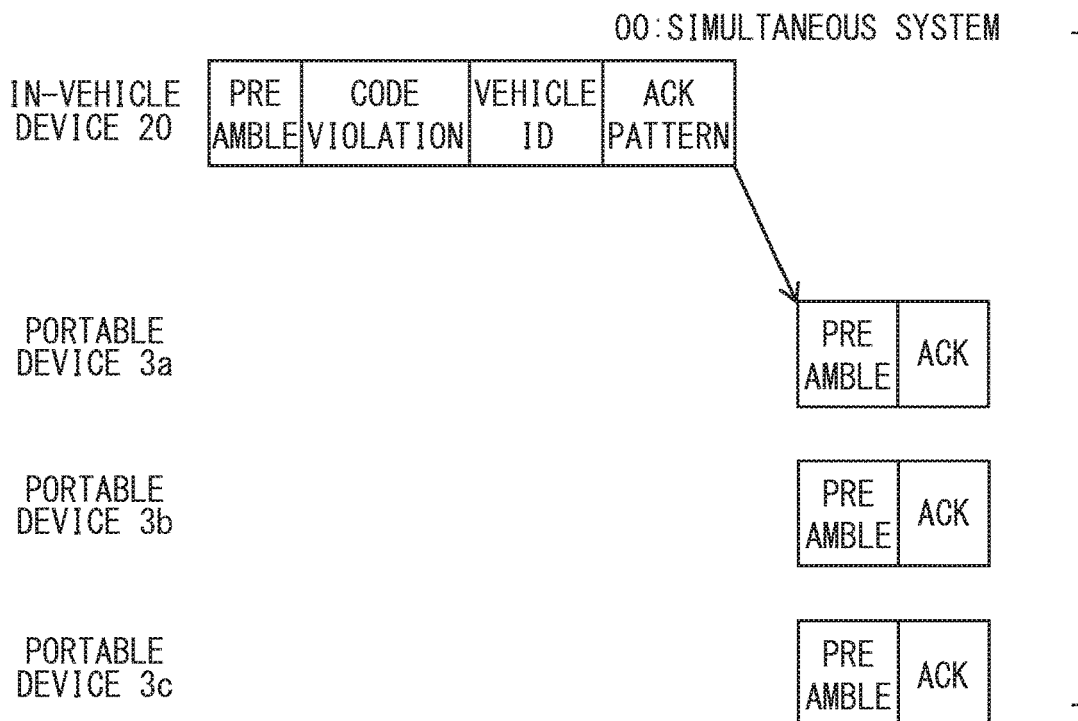 00:SIMULTANEOUS SYSTEM
IN-VEHICLE
DEVICE 20
PRE
AMBLE
CODE
VIOLATION
VEHICLE
ID
ACK
PATTERN
PORTABLE
DEVICE 3a
PRE
AMBLE
ACK
PORTABLE
DEVICE 3b
PRE
AMBLE
ACK
PORTABLE
DEVICE 3c
PRE
AMBLE
ACK